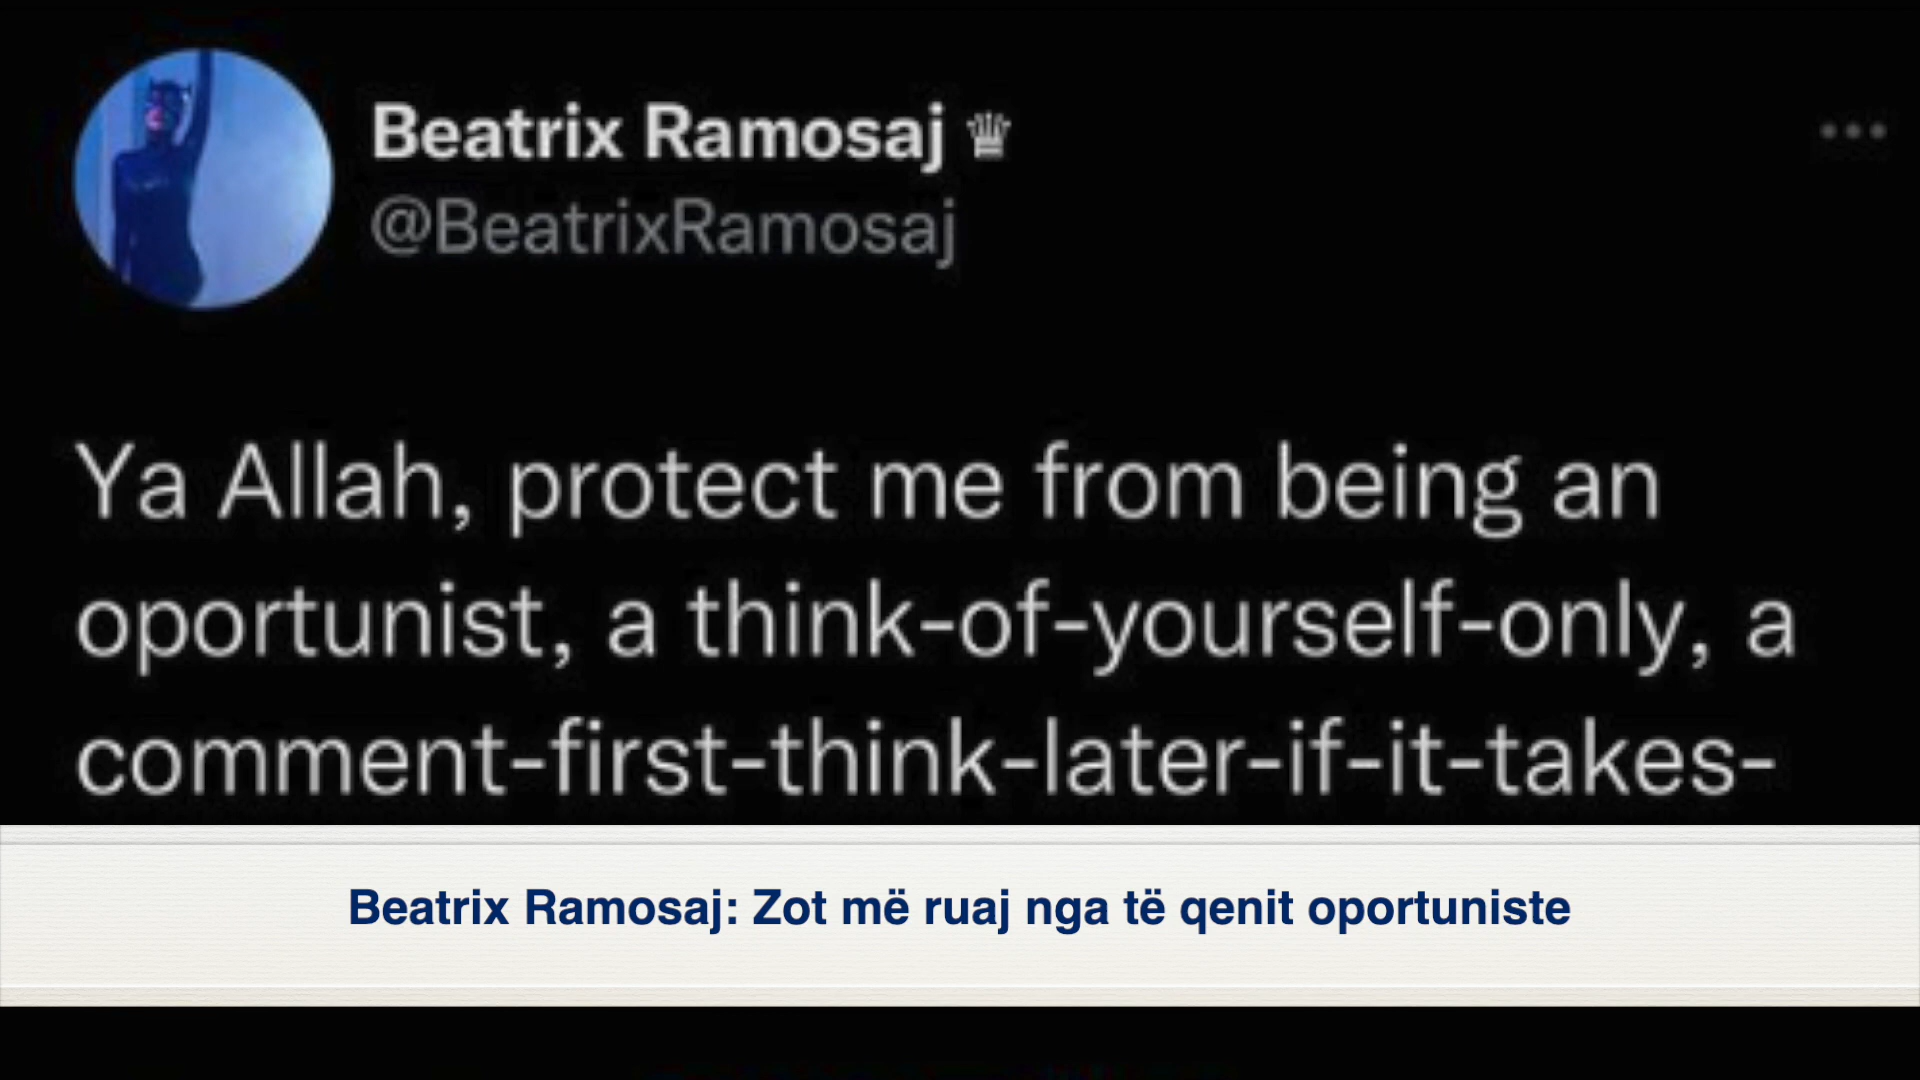 Beatrix Ramosaj ♛
@BeatrixRamosaj
Ya Allah, protect me from being an
oportunist, a think-of-yourself-only, a
comment-first-think-later-if-it-takes-
Beatrix Ramosaj: Zot më ruaj nga të qenit oportuniste